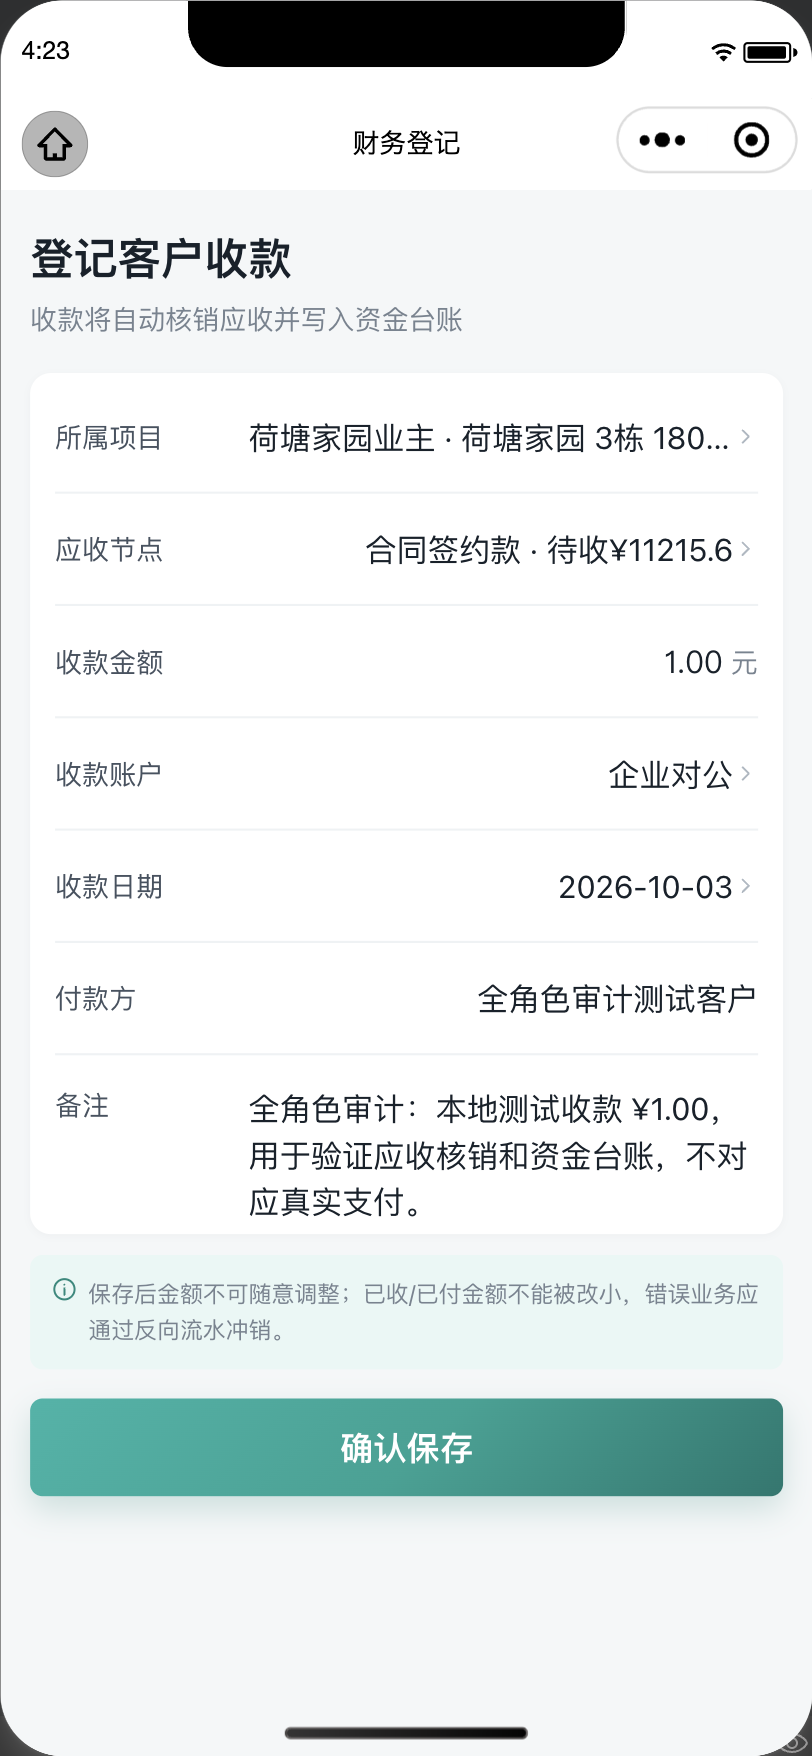 4:23
财务登记
登记客户收款
收款将自动核销应收并写入资金台账
所属项目 荷塘家园业主 · 荷塘家园 3栋 180...
应收节点 合同签约款 · 待收¥11215.6
收款金额 1.00 元
收款账户 企业对公
收款日期 2026-10-03
付款方 全角色审计测试客户
备注 全角色审计：本地测试收款 ¥1.00，
用于验证应收核销和资金台账，不对
应真实支付。
保存后金额不可随意调整；已收/已付金额不能被改小，错误业务应
通过反向流水冲销。
确认保存